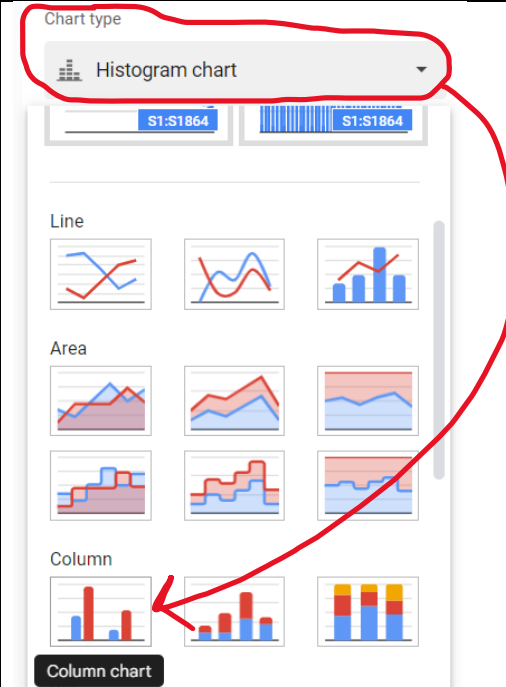 Chart type
Histogram chart
S1:S1864 S1:S1864
Line
Area
Column
Column chart